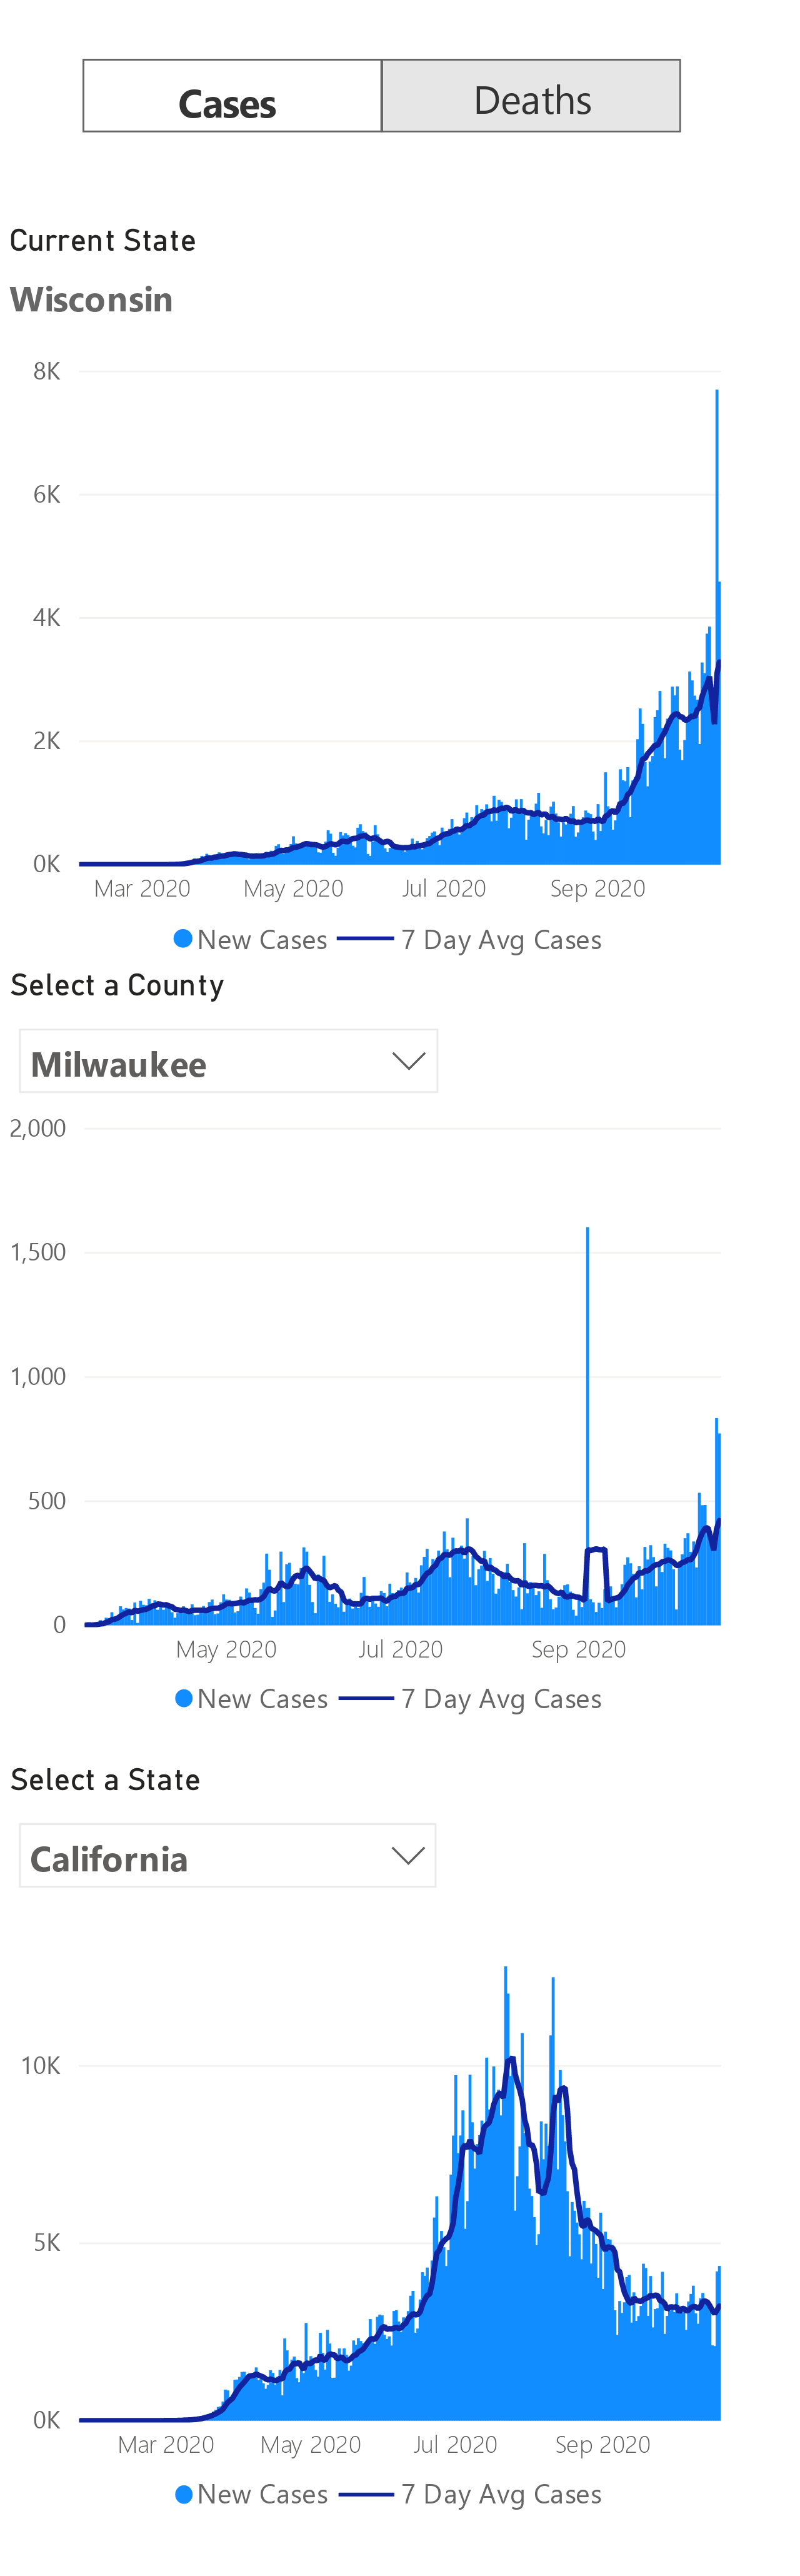 Cases Deaths
Current State
Wisconsin
8K
6K
4K
2K
0K
Mar 2020 May 2020 Jul 2020 Sep 2020
New Cases 7 Day Avg Cases
Select a County
Milwaukee
2,000
1,500
1,000
500
0
May 2020 Jul 2020 Sep 2020
New Cases 7 Day Avg Cases
Select a State
California
10K
5K
0K
Mar 2020 May 2020 Jul 2020 Sep 2020
New Cases 7 Day Avg Cases